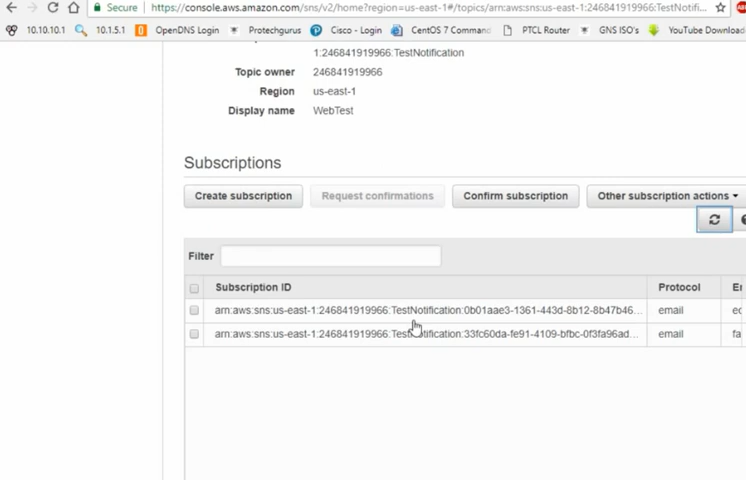 Secure https://console.aws.amazon.com/sns/v2/home?region=us-east-1#/topics/arn:aws:sns:us-east-1:246841919966:TestNotifi...
10.10.10.1 10.1.5.1 OpenDNS Login Protechgurus Cisco - Login CentOS 7 Command PTCL Router GNS ISO's YouTube Download
1:246841919966:TestNotification
Topic owner 246841919966
Region us-east-1
Display name WebTest
Subscriptions
Create subscription Request confirmations Confirm subscription Other subscription actions
Filter
Subscription ID Protocol
arn:aws:sns:us-east-1:246841919966:TestNotification:0b01aae3-1361-443d-8b12-8b47b46... email
arn:aws:sns:us-east-1:246841919966:TestNotification:33fc60da-fe91-4109-bfbc-0f3fa96ad... email